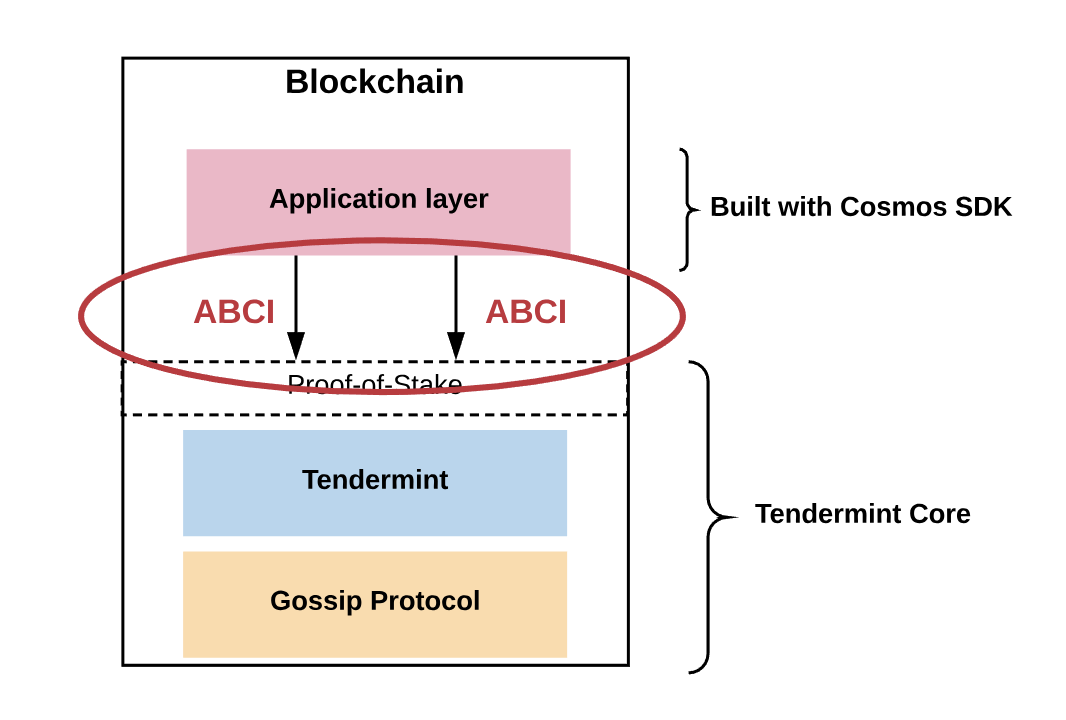 Blockchain
Application layer
Built with Cosmos SDK
ABCI
ABCI
Proof-of-Stake
Tendermint
Tendermint Core
Gossip Protocol